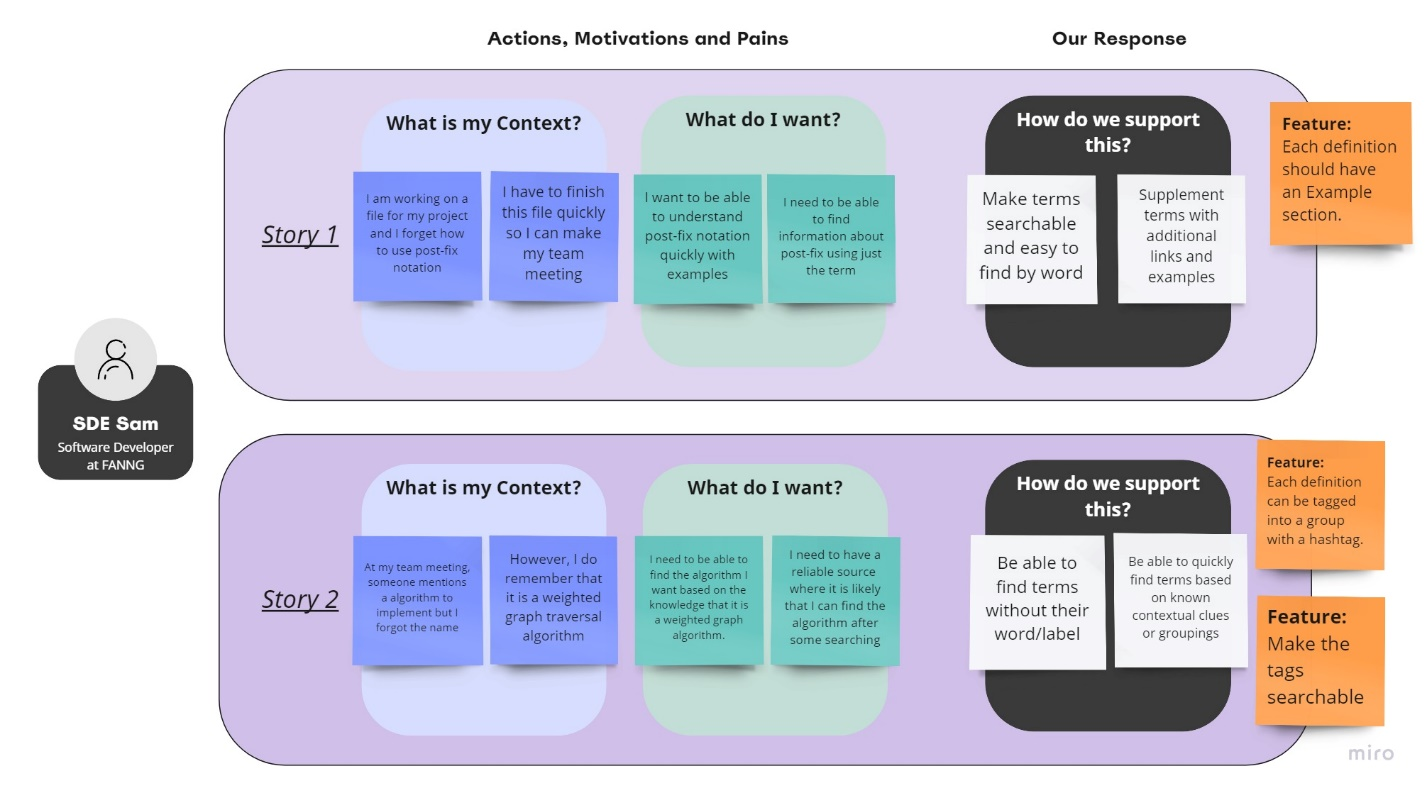 Actions, Motivations and Pains
Our Response
What is my Context?
What do I want?
How do we support
this?
Feature:
Each definition
should have
an Example
section.
Story 1
I am working on a
file for my project
and I forget how
to use post-fix
notation
I have to finish
this file quickly
so I can make
my team
meeting
I want to be able
to understand
post-fix notation
quickly with
examples
I need to be able
to find
information about
post-fix using just
the term
Make terms
searchable
and easy to
find by word
Supplement
terms with
additional
links and
examples
SDE Sam
Software Developer
at FANNG
What is my Context?
What do I want?
How do we support
this?
Feature:
Each definition
can be tagged
into a group
with a hashtag.
Story 2
At my team meeting,
someone mentions
a algorithm to
implement but I
forgot the name
However, I do
remember that
it is a weighted
graph traversal
algorithm
I need to be able to
find the algorithm I
want based on the
knowledge that it is
a weighted graph
algorithm.
I need to have a
reliable source
where it is likely
that I can find the
algorithm after
some searching
Be able to
find terms
without their
word/label
Be able to quickly
find terms based
on known
contextual clues
or groupings
Feature:
Make the
tags
searchable
miro